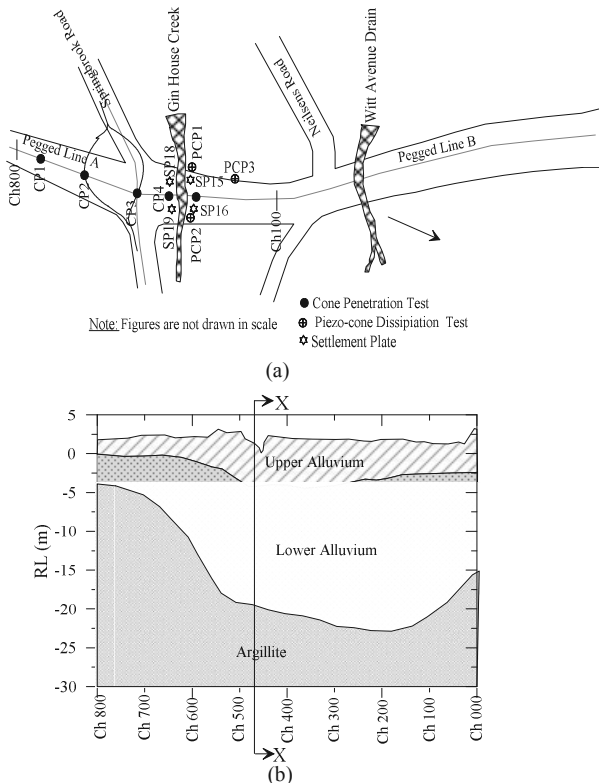 Springbrook Road
Gin House Creek
Neilsens Road
Witt Avenue Drain
Pegged Line A
Pegged Line B
Ch800
CP1
CP2
CP3
CP4
SP18
SP19
PCP1
PCP3
SP15
SP16
PCP2
Ch100
Note: Figures are not drawn in scale
Cone Penetration Test
Piezo-cone Dissipiation Test
Settlement Plate
(a)
X
5
0
-5
-10
-15
-20
-25
-30
RL (m)
Upper Alluvium
Lower Alluvium
Argillite
Ch 800
Ch 700
Ch 600
Ch 500
Ch 400
Ch 300
Ch 200
Ch 100
Ch 000
X
(b)